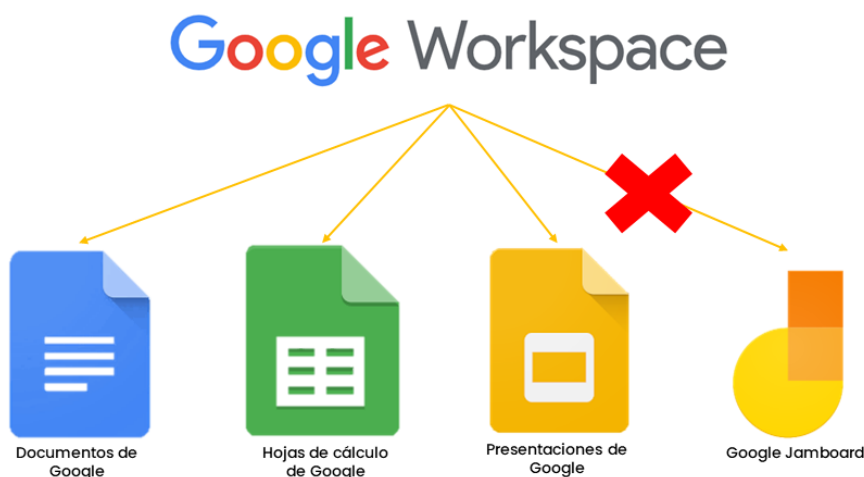 Google Workspace
Documentos de
Google
Hojas de cálculo
de Google
Presentaciones de
Google
Google Jamboard